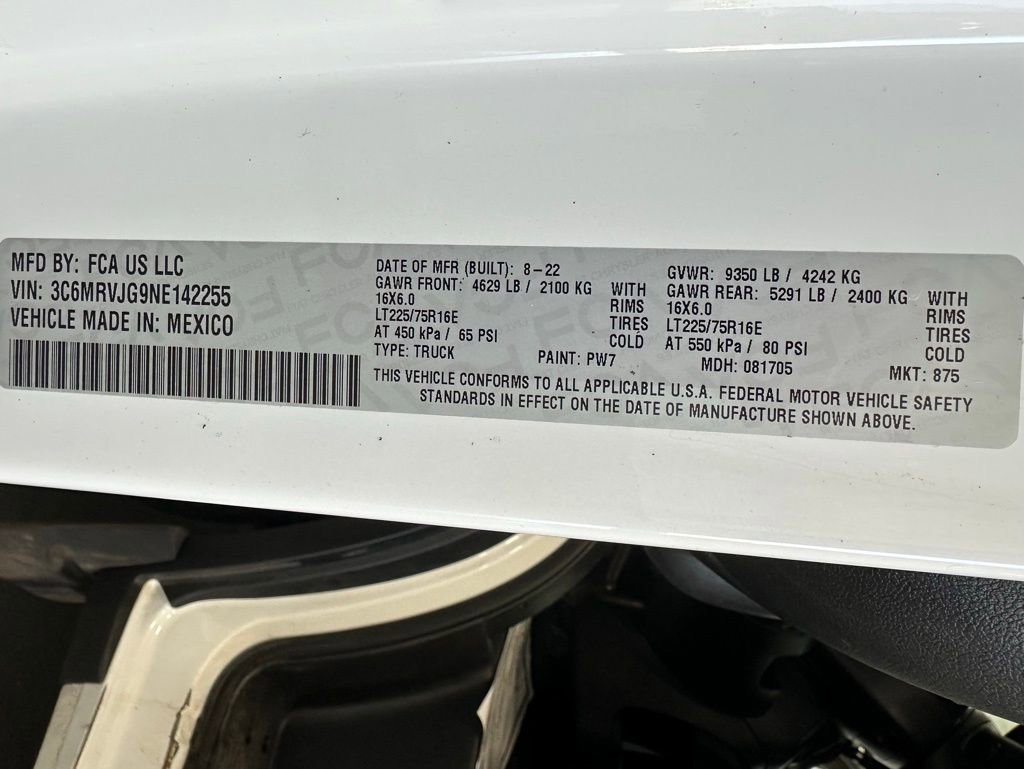 MFD BY: FCA US LLC
VIN: 3C6MRVJG9NE142255
VEHICLE MADE IN: MEXICO
DATE OF MFR (BUILT): 8-22
GAWR FRONT: 4629 LB / 2100 KG WITH
16X6.0 RIMS
LT225/75R16E TIRES
AT 450 kPa / 65 PSI COLD
TYPE: TRUCK PAINT: PW7
GVWR: 9350 LB / 4242 KG
GAWR REAR: 5291 LB / 2400 KG WITH
16X6.0 RIMS
LT225/75R16E TIRES
AT 550 kPa / 80 PSI COLD
MDH: 081705 MKT: 875
THIS VEHICLE CONFORMS TO ALL APPLICABLE U.S.A. FEDERAL MOTOR VEHICLE SAFETY
STANDARDS IN EFFECT ON THE DATE OF MANUFACTURE SHOWN ABOVE.